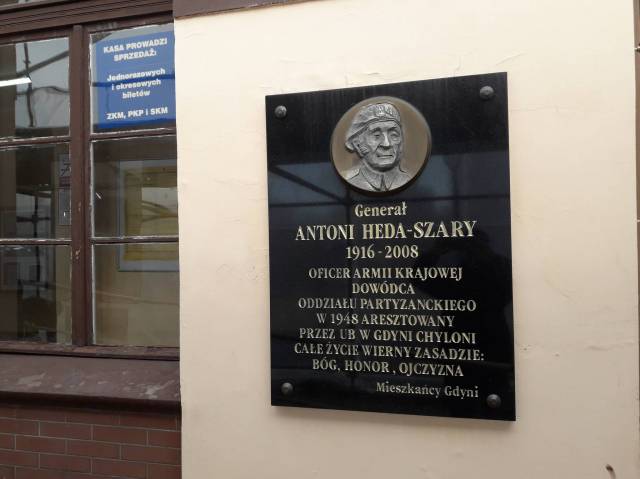 KASA PROWADZI
SPRZEDAŻ:
Jednorazowych
i okresowych
biletów
ZKM, PKP i SKM
Generał
ANTONI HEDA-SZARY
1916-2008
OFICER ARMII KRAJOWEJ
DOWÓDCA
ODDZIAŁU PARTYZANCKIEGO
W 1948 ARESZTOWANY
PRZEZ UB W GDYNI CHYLONI
CAŁE ŻYCIE WIERNY ZASADZIE:
BÓG, HONOR, OJCZYZNA
Mieszkańcy Gdyni